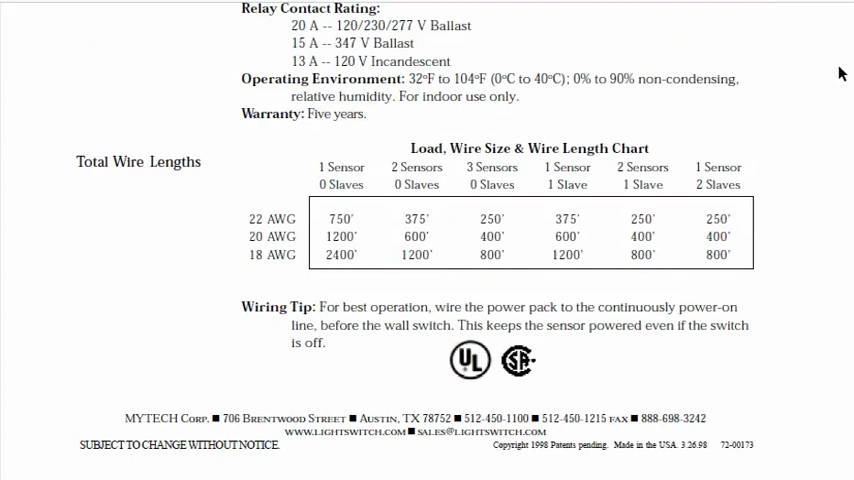 Relay Contact Rating:
20 A -- 120/230/277 V Ballast
15 A -- 347 V Ballast
13 A -- 120 V Incandescent
Operating Environment: 32°F to 104°F (0°C to 40°C); 0% to 90% non-condensing,
relative humidity. For indoor use only.
Warranty: Five years.
Total Wire Lengths
Load, Wire Size & Wire Length Chart
1 Sensor 2 Sensors 3 Sensors 1 Sensor 2 Sensors 1 Sensor
0 Slaves 0 Slaves 0 Slaves 1 Slave 1 Slave 2 Slaves
22 AWG 750' 375' 250' 375' 250' 250'
20 AWG 1200' 600' 400' 600' 400' 400'
18 AWG 2400' 1200' 800' 1200' 800' 800'
Wiring Tip: For best operation, wire the power pack to the continuously power-on
line, before the wall switch. This keeps the sensor powered even if the switch
is off.
UL SA
MYTECH CORP. ■ 706 BRENTWOOD STREET ■ AUSTIN, TX 78752 ■ 512-450-1100 ■ 512-450-1215 FAX ■ 888-698-3242
WWW.LIGHTSWITCH.COM ■ SALES@LIGHTSWITCH.COM
SUBJECT TO CHANGE WITHOUT NOTICE. Copyright 1998 Patents pending. Made in the USA. 3.26.98 72-00173